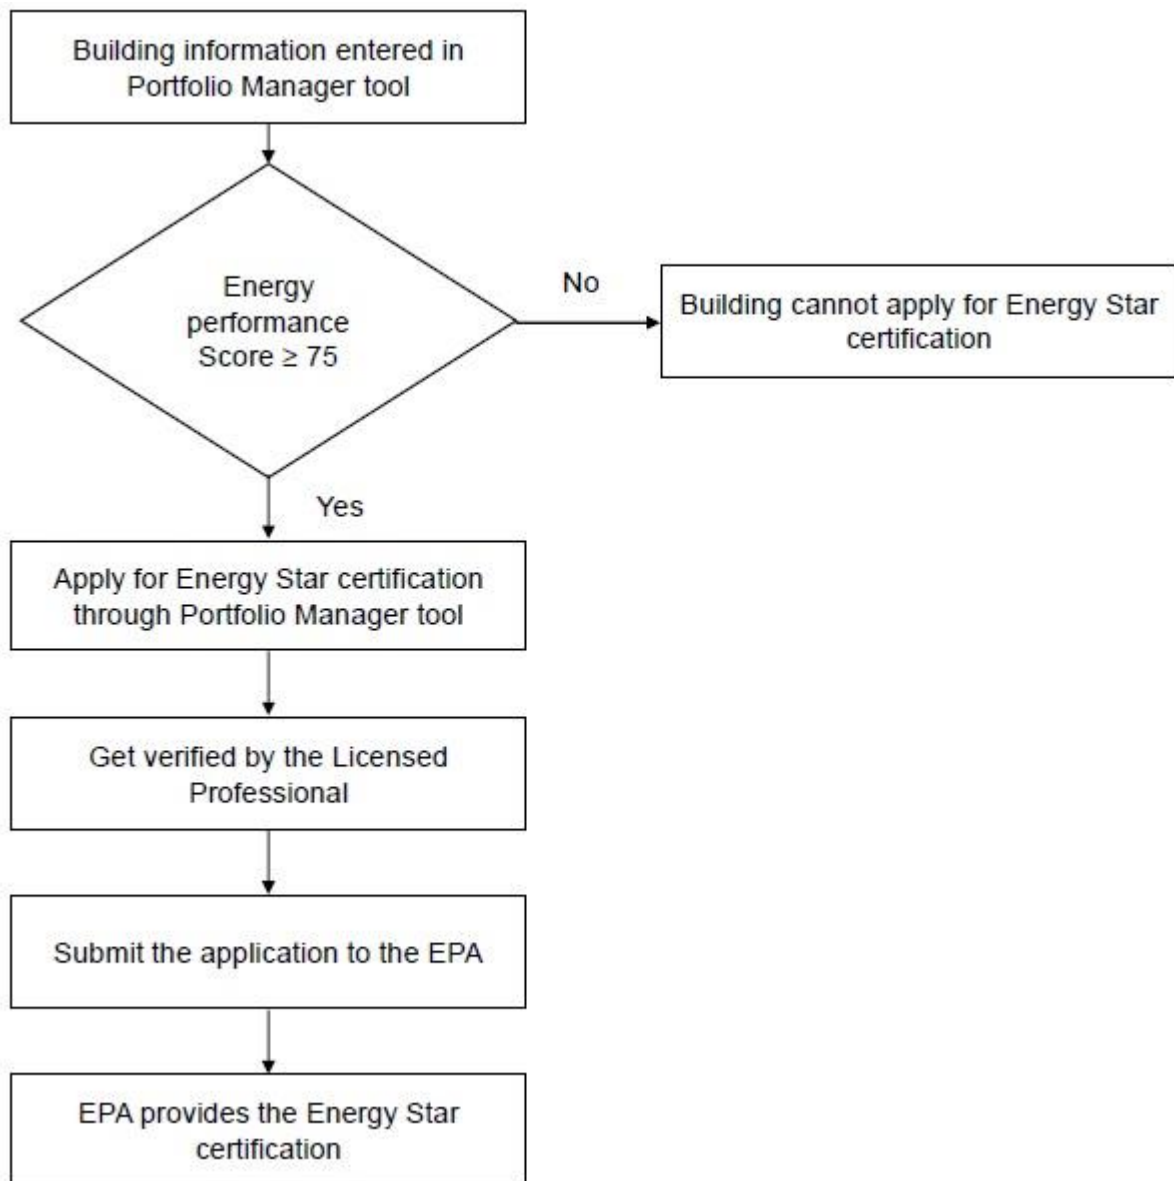 Building information entered in
Portfolio Manager tool
Energy
performance
Score ≥ 75
No
Building cannot apply for Energy Star
certification
Yes
Apply for Energy Star certification
through Portfolio Manager tool
Get verified by the Licensed
Professional
Submit the application to the EPA
EPA provides the Energy Star
certification